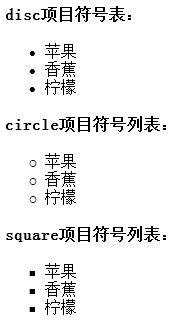 disc项目符号表：
• 苹果
• 香蕉
• 柠檬
circle项目符号列表：
○ 苹果
○ 香蕉
○ 柠檬
square项目符号列表：
▪ 苹果
▪ 香蕉
▪ 柠檬